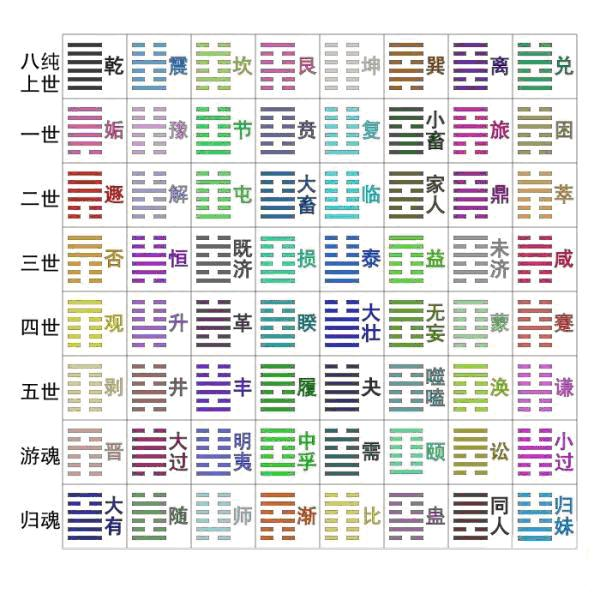 八纯
上世
乾 震 坎 艮 坤 巽 离 兑
一世 姤 豫 节 贲 复 小畜 旅 困
二世 遯 解 屯 大畜 临 家人 鼎 萃
三世 否 恒 既济 损 泰 益 未济 咸
四世 观 升 革 睽 大壮 无妄 蒙 蹇
五世 剥 井 丰 履 夬 噬嗑 涣 谦
游魂 晋 大过 明夷 中孚 需 颐 讼 小过
归魂 大有 随 师 渐 比 蛊 同人 归妹